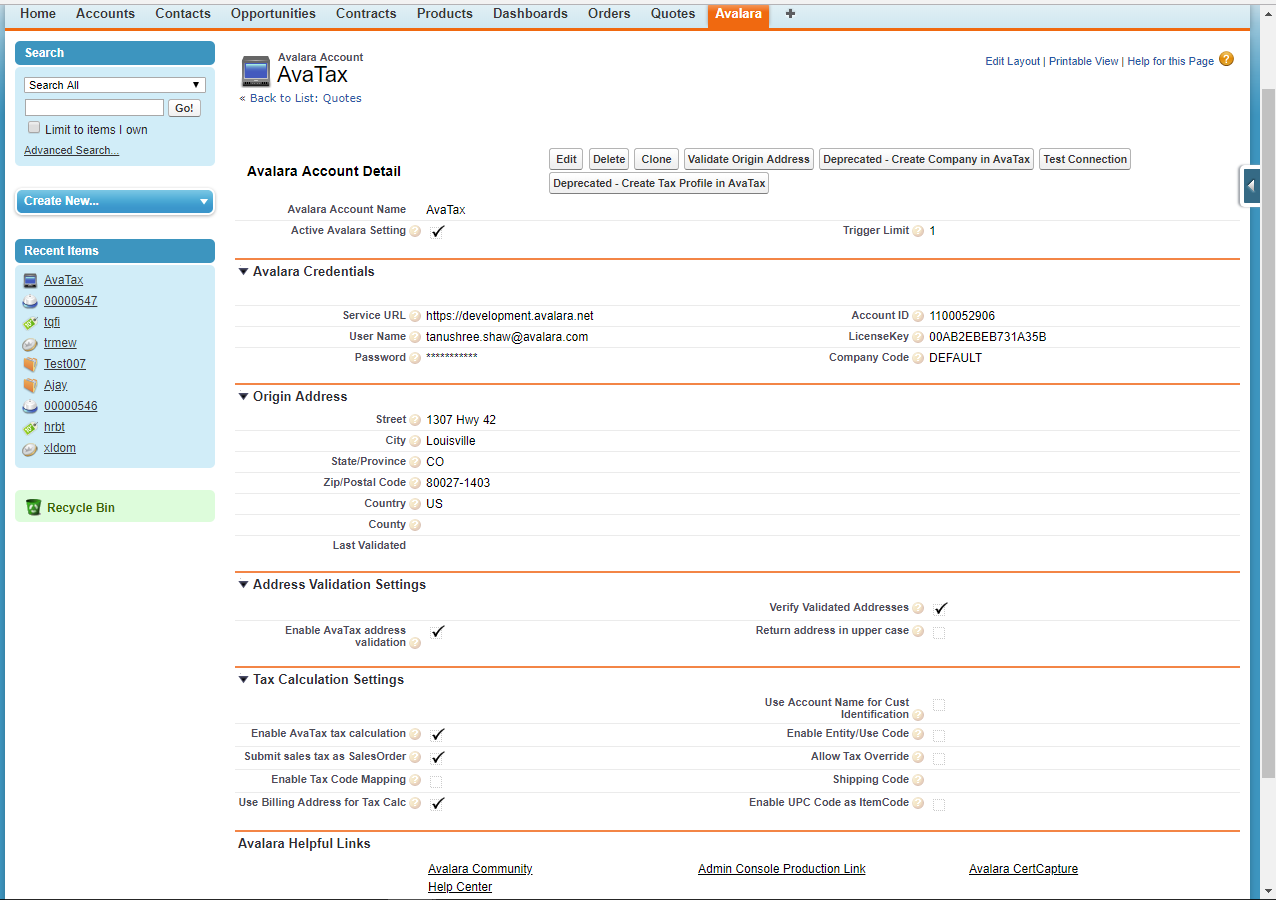 Home Accounts Contacts Opportunities Contracts Products Dashboards Orders Quotes Avalara +
Search
Search All
Go!
Limit to items I own
Advanced Search...
Create New...
Recent Items
AvaTax
00000547
tqfi
trmew
Test007
Ajay
00000546
hrbt
xldom
Recycle Bin
Avalara Account
AvaTax
« Back to List: Quotes
Edit Layout | Printable View | Help for this Page ?
Avalara Account Detail
Edit Delete Clone Validate Origin Address Deprecated - Create Company in AvaTax Test Connection
Deprecated - Create Tax Profile in AvaTax
Avalara Account Name AvaTax
Active Avalara Setting ? Trigger Limit ? 1
Avalara Credentials
Service URL ? https://development.avalara.net Account ID ? 1100052906
User Name ? tanushree.shaw@avalara.com LicenseKey ? 00AB2EBEB731A35B
Password ? *********** Company Code ? DEFAULT
Origin Address
Street ? 1307 Hwy 42
City ? Louisville
State/Province ? CO
Zip/Postal Code ? 80027-1403
Country ? US
County ?
Last Validated
Address Validation Settings
Verify Validated Addresses ?
Enable AvaTax address
validation ?
Return address in upper case ?
Tax Calculation Settings
Use Account Name for Cust
Identification ?
Enable AvaTax tax calculation ? Enable Entity/Use Code ?
Submit sales tax as SalesOrder ? Allow Tax Override ?
Enable Tax Code Mapping ? Shipping Code ?
Use Billing Address for Tax Calc ? Enable UPC Code as ItemCode ?
Avalara Helpful Links
Avalara Community Admin Console Production Link Avalara CertCapture
Help Center